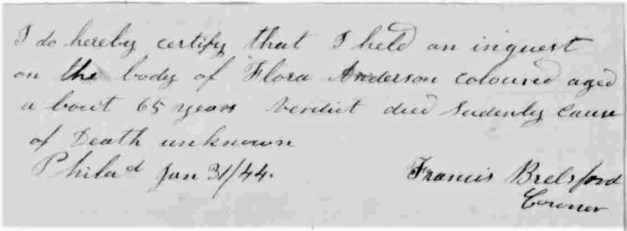 I do hereby certify that I held an inquest
on the body of Flora Anderson coloured aged
about 65 years Verdict died Sudenly cause
of Death unknown
Philad Jan 31/44.
Francis Brelsford
Coroner